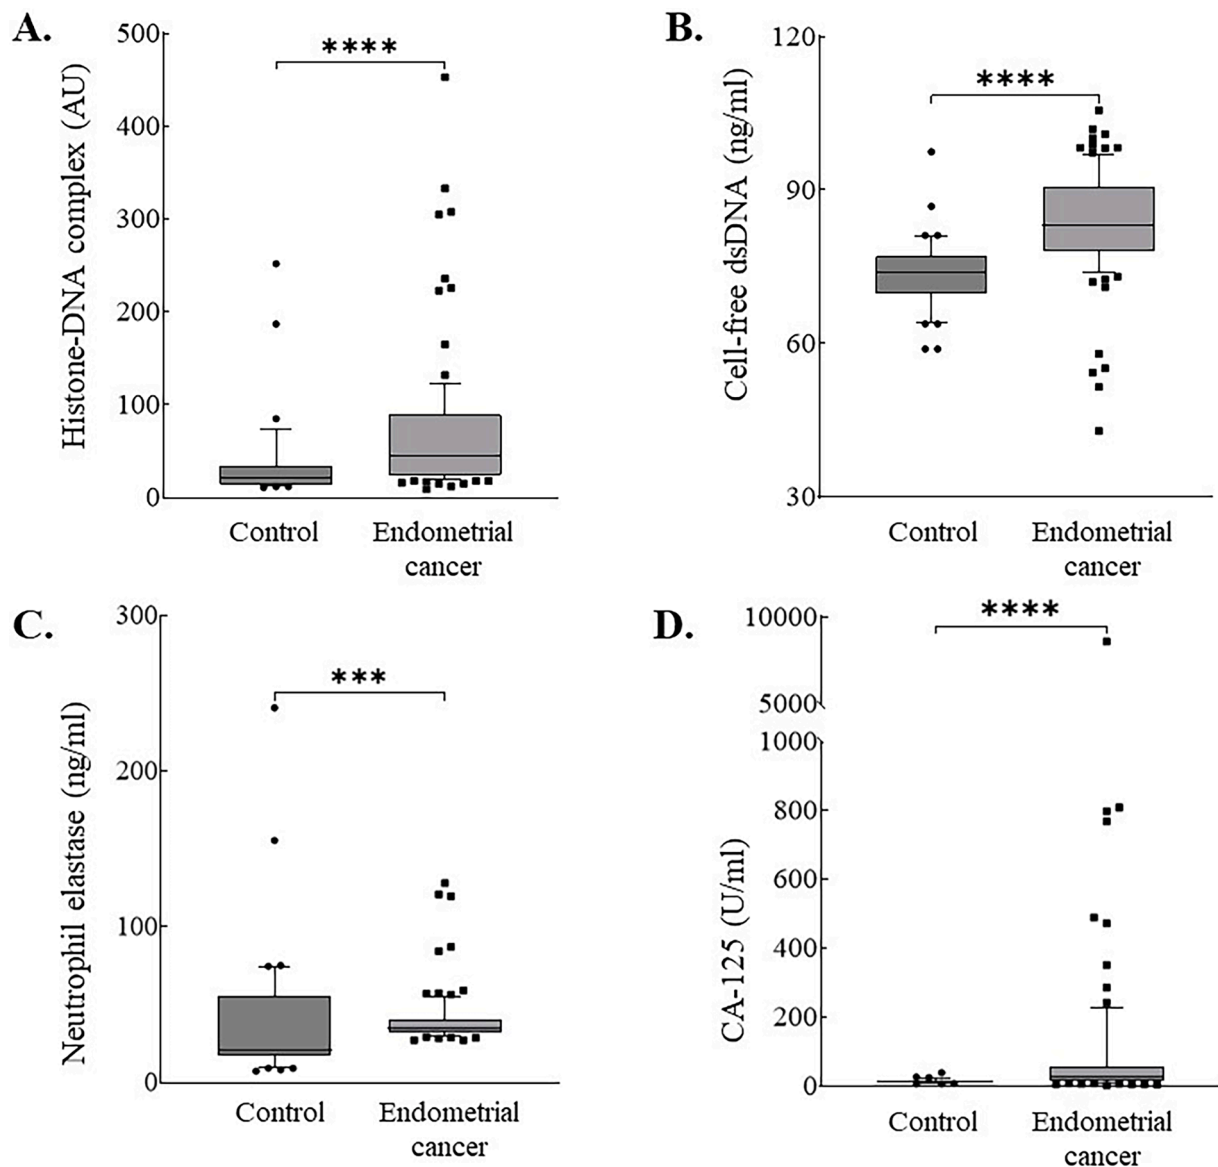 A.
Histone-DNA complex (AU)
500
400
300
200
100
0
****
Control
Endometrial
cancer
B.
Cell-free dsDNA (ng/ml)
120
90
60
30
****
Control
Endometrial
cancer
C.
Neutrophil elastase (ng/ml)
300
200
100
0
***
Control
Endometrial
cancer
D.
CA-125 (U/ml)
10000
5000
1000
800
600
400
200
0
****
Control
Endometrial
cancer